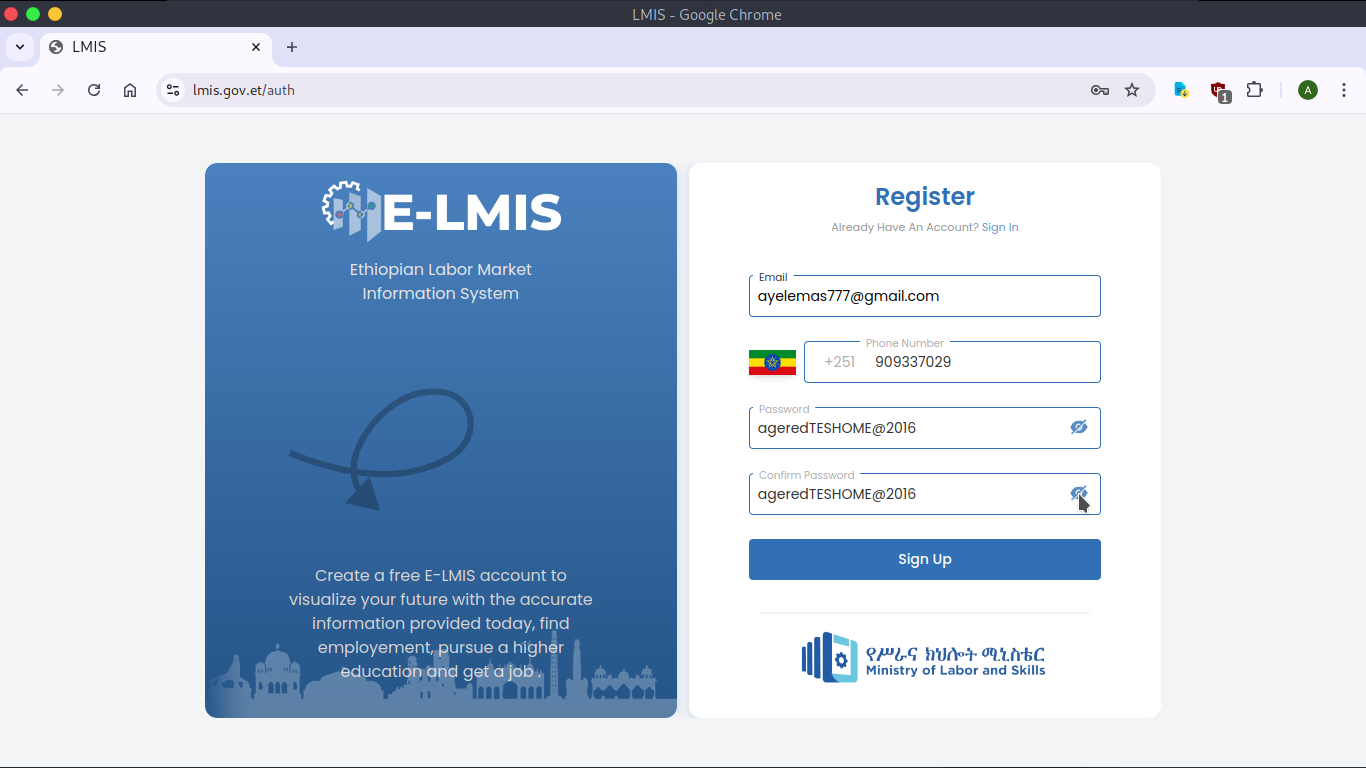 LMIS - Google Chrome
LMIS
lmis.gov.et/auth
1
A
E-LMIS
Ethiopian Labor Market
Information System
Create a free E-LMIS account to
visualize your future with the accurate
information provided today, find
employement, pursue a higher
education and get a job .
Register
Already Have An Account? Sign In
Email
ayelemas777@gmail.com
Phone Number
+251 909337029
Password
ageredTESHOME@2016
Confirm Password
ageredTESHOME@2016
Sign Up
የሥራና ክህሎት ሚኒስቴር
Ministry of Labor and Skills